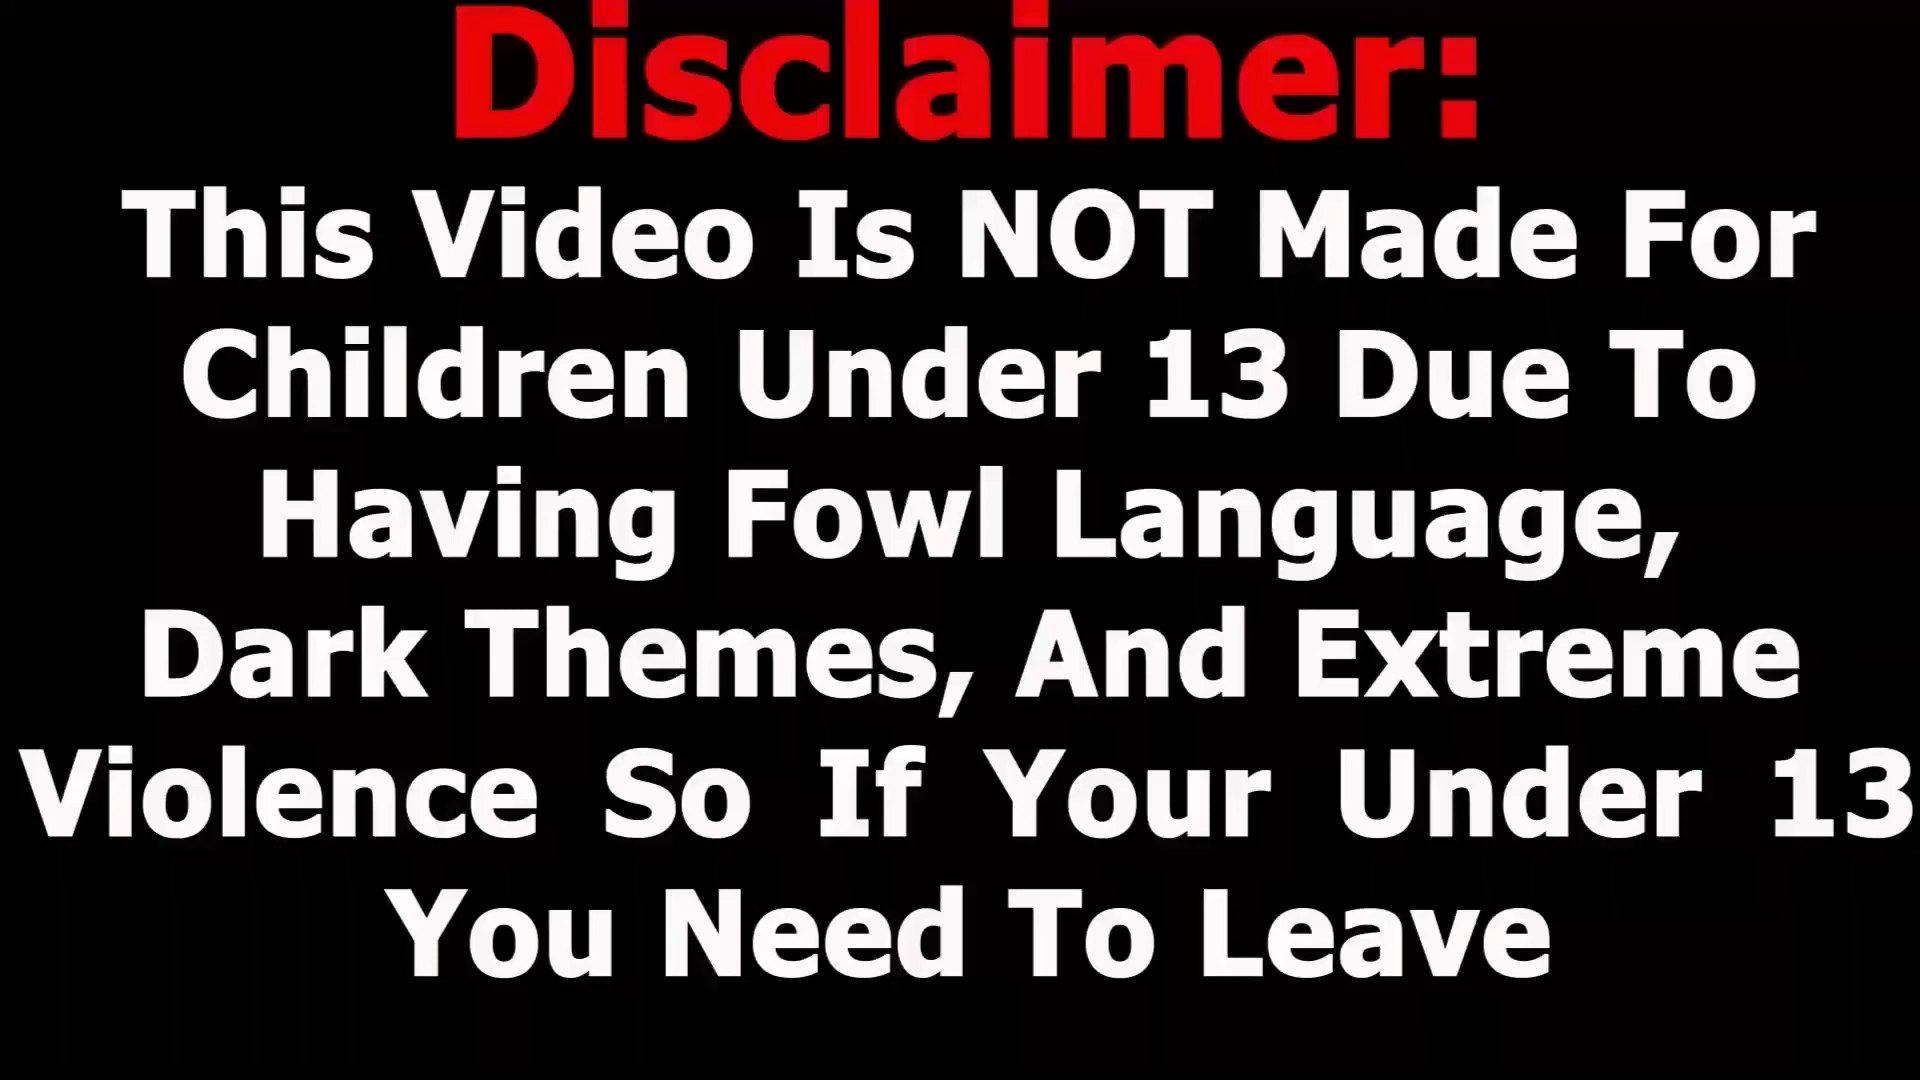 Disclaimer:
This Video Is NOT Made For
Children Under 13 Due To
Having Fowl Language,
Dark Themes, And Extreme
Violence So If Your Under 13
You Need To Leave